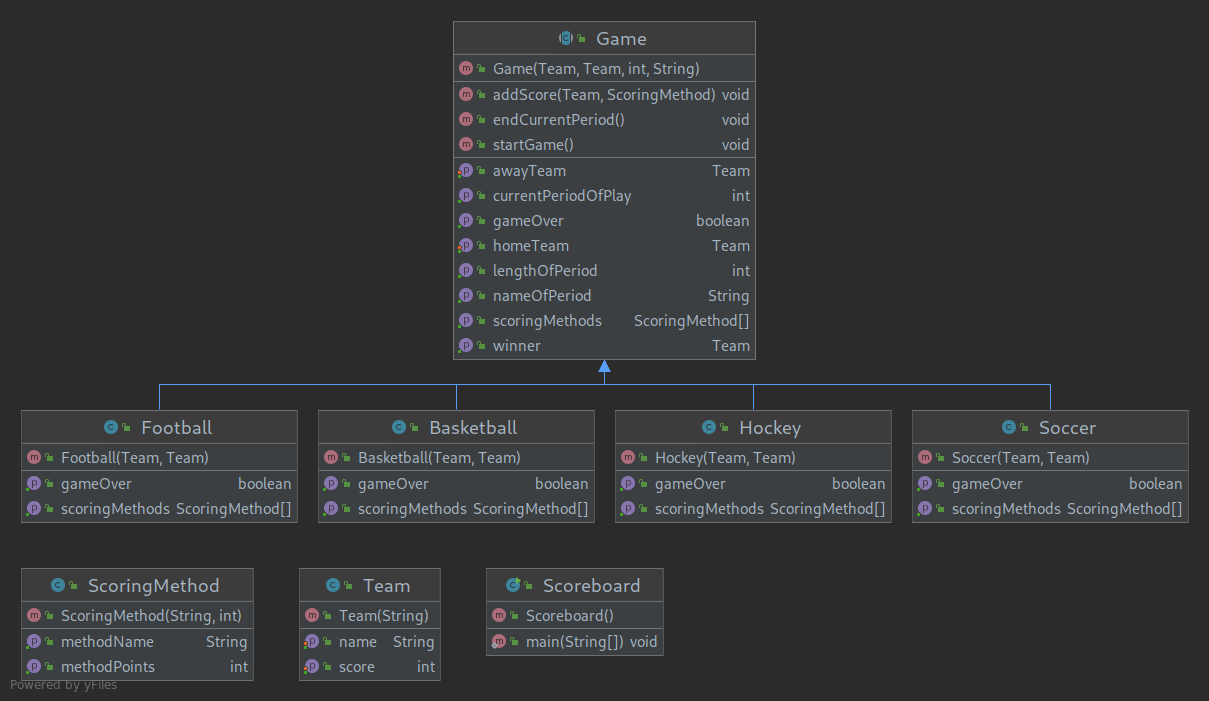 Game
Game(Team, Team, int, String)
addScore(Team, ScoringMethod) void
endCurrentPeriod() void
startGame() void
awayTeam Team
currentPeriodOfPlay int
gameOver boolean
homeTeam Team
lengthOfPeriod int
nameOfPeriod String
scoringMethods ScoringMethod[]
winner Team
Football
Football(Team, Team)
gameOver boolean
scoringMethods ScoringMethod[]
Basketball
Basketball(Team, Team)
gameOver boolean
scoringMethods ScoringMethod[]
Hockey
Hockey(Team, Team)
gameOver boolean
scoringMethods ScoringMethod[]
Soccer
Soccer(Team, Team)
gameOver boolean
scoringMethods ScoringMethod[]
ScoringMethod
ScoringMethod(String, int)
methodName String
methodPoints int
Team
Team(String)
name String
score int
Scoreboard
Scoreboard()
main(String[]) void
Powered by yFiles